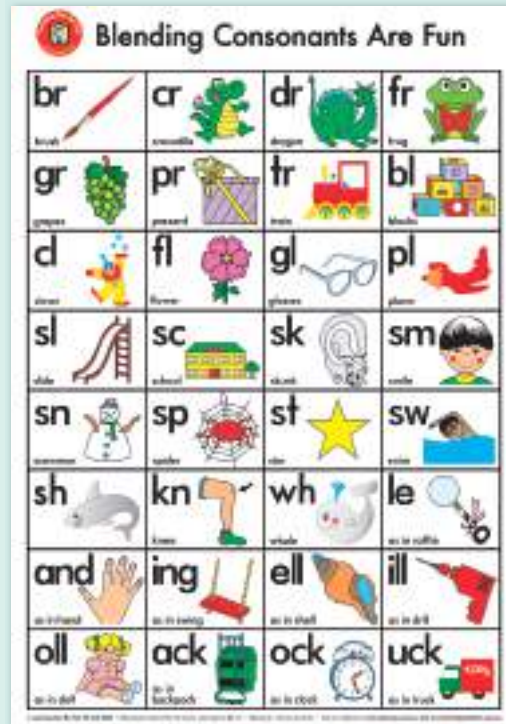 Blending Consonants Are Fun
br
brush
cr
crocodile
dr
dragon
fr
frog
gr
grapes
pr
present
tr
train
bl
blocks
cl
clown
fl
flower
gl
glasses
pl
plane
sl
slide
sc
school
sk
skunk
sm
smile
sn
snowman
sp
spider
st
star
sw
swim
sh
kn
knee
wh
whale
le
as in rattle
and
as in hand
ing
as in swing
ell
as in shell
ill
as in drill
oll
as in doll
ack
as in
backpack
ock
as in clock
uck
as in truck